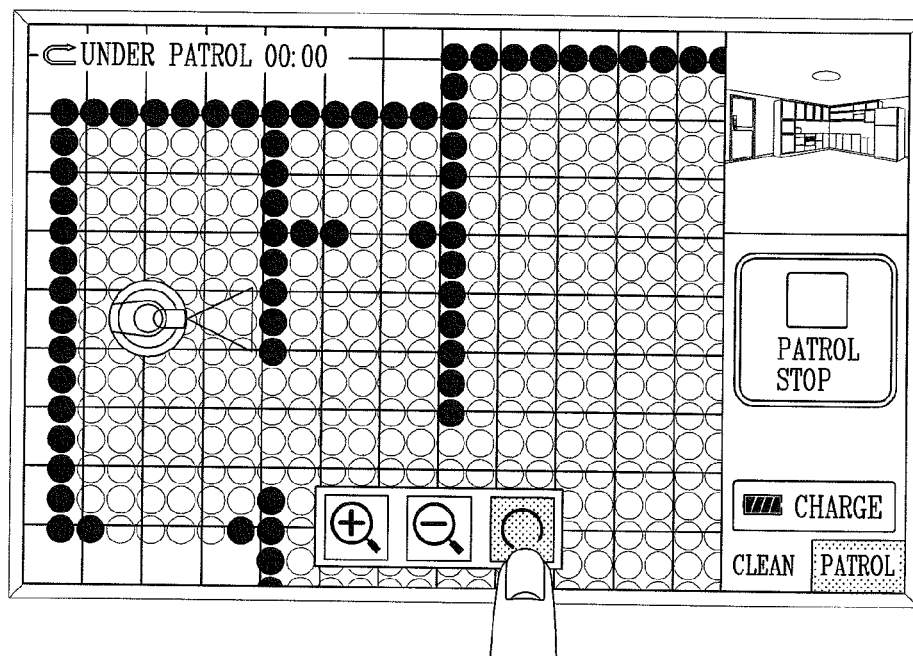 UNDER PATROL 00:00
PATROL
STOP
CHARGE
CLEAN PATROL